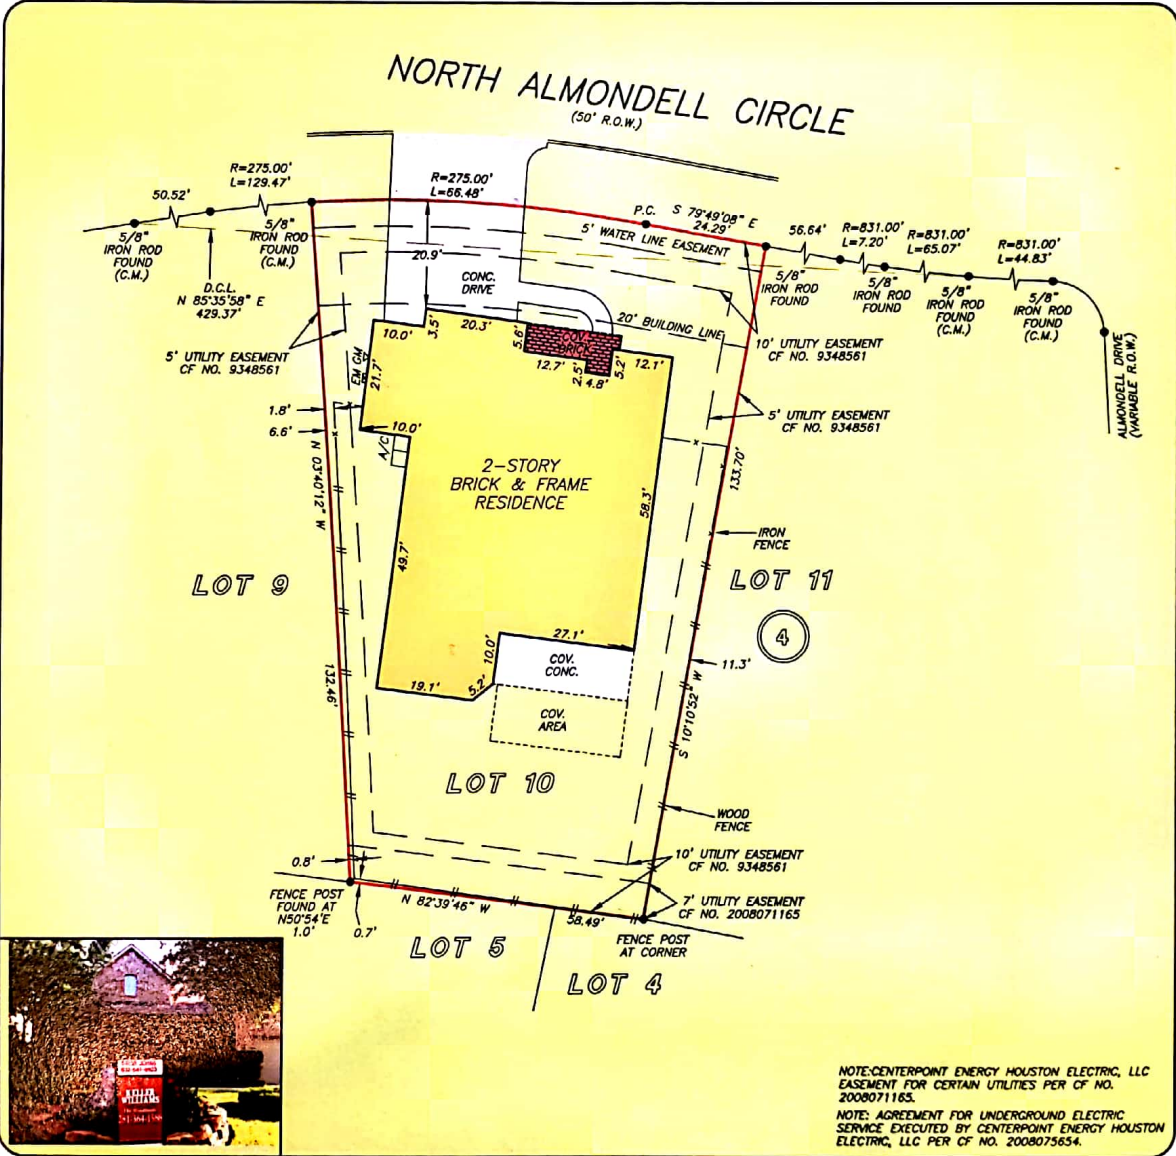 NORTH ALMONDELL CIRCLE
(50' R.O.W.)
R=275.00'
L=129.47'
50.52'
5/8"
IRON ROD
FOUND
(C.M.)
5/8"
IRON ROD
FOUND
(C.M.)
D.C.L.
N 85°35'58" E
429.37'
R=275.00'
L=66.48'
P.C.
S 79°49'08" E
24.29'
5' WATER LINE EASEMENT
56.64'
R=831.00'
L=7.20'
R=831.00'
L=65.07'
R=831.00'
L=44.83'
5/8"
IRON ROD
FOUND
5/8"
IRON ROD
FOUND
5/8"
IRON ROD
FOUND
(C.M.)
5/8"
IRON ROD
FOUND
(C.M.)
ALMONDELL DRIVE
(VARIABLE R.O.W.)
20.9'
CONC.
DRIVE
20' BUILDING LINE
10' UTILITY EASEMENT
CF NO. 9348561
5' UTILITY EASEMENT
CF NO. 9348561
5' UTILITY EASEMENT
CF NO. 9348561
10.0'
3.5'
20.3'
5.6'
COV.
BRICK
12.7'
2.5'
4.8'
5.2'
12.1'
EM GM
21.7'
1.8'
6.6'
10.0'
A/C
N 03°40'12" W
2-STORY
BRICK & FRAME
RESIDENCE
58.3'
49.7'
133.70'
IRON
FENCE
LOT 9
LOT 11
4
27.1'
10.0'
COV.
CONC.
11.3'
S 10°10'52" W
132.46'
19.1'
5.2'
COV.
AREA
LOT 10
WOOD
FENCE
0.8'
10' UTILITY EASEMENT
CF NO. 9348561
7' UTILITY EASEMENT
CF NO. 2008071165
FENCE POST
FOUND AT
N50°54'E
1.0'
0.7'
N 82°39'46" W
58.49'
FENCE POST
AT CORNER
LOT 5
LOT 4
KELLER
WILLIAMS
NOTE:CENTERPOINT ENERGY HOUSTON ELECTRIC, LLC
EASEMENT FOR CERTAIN UTILITIES PER CF NO.
2008071165.
NOTE: AGREEMENT FOR UNDERGROUND ELECTRIC
SERVICE EXECUTED BY CENTERPOINT ENERGY HOUSTON
ELECTRIC, LLC PER CF NO. 2008075654.